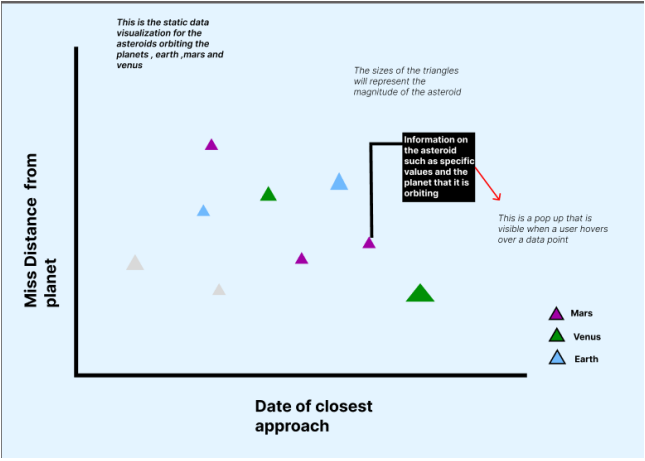 This is the static data
visualization for the
asteroids orbiting the
planets , earth ,mars and
venus
The sizes of the triangles
will represent the
magnitude of the asteroid
Information on
the asteroid
such as specific
values and the
planet that it is
orbiting
This is a pop up that is
visible when a user hovers
over a data point
Miss Distance from
planet
Mars
Venus
Earth
Date of closest
approach